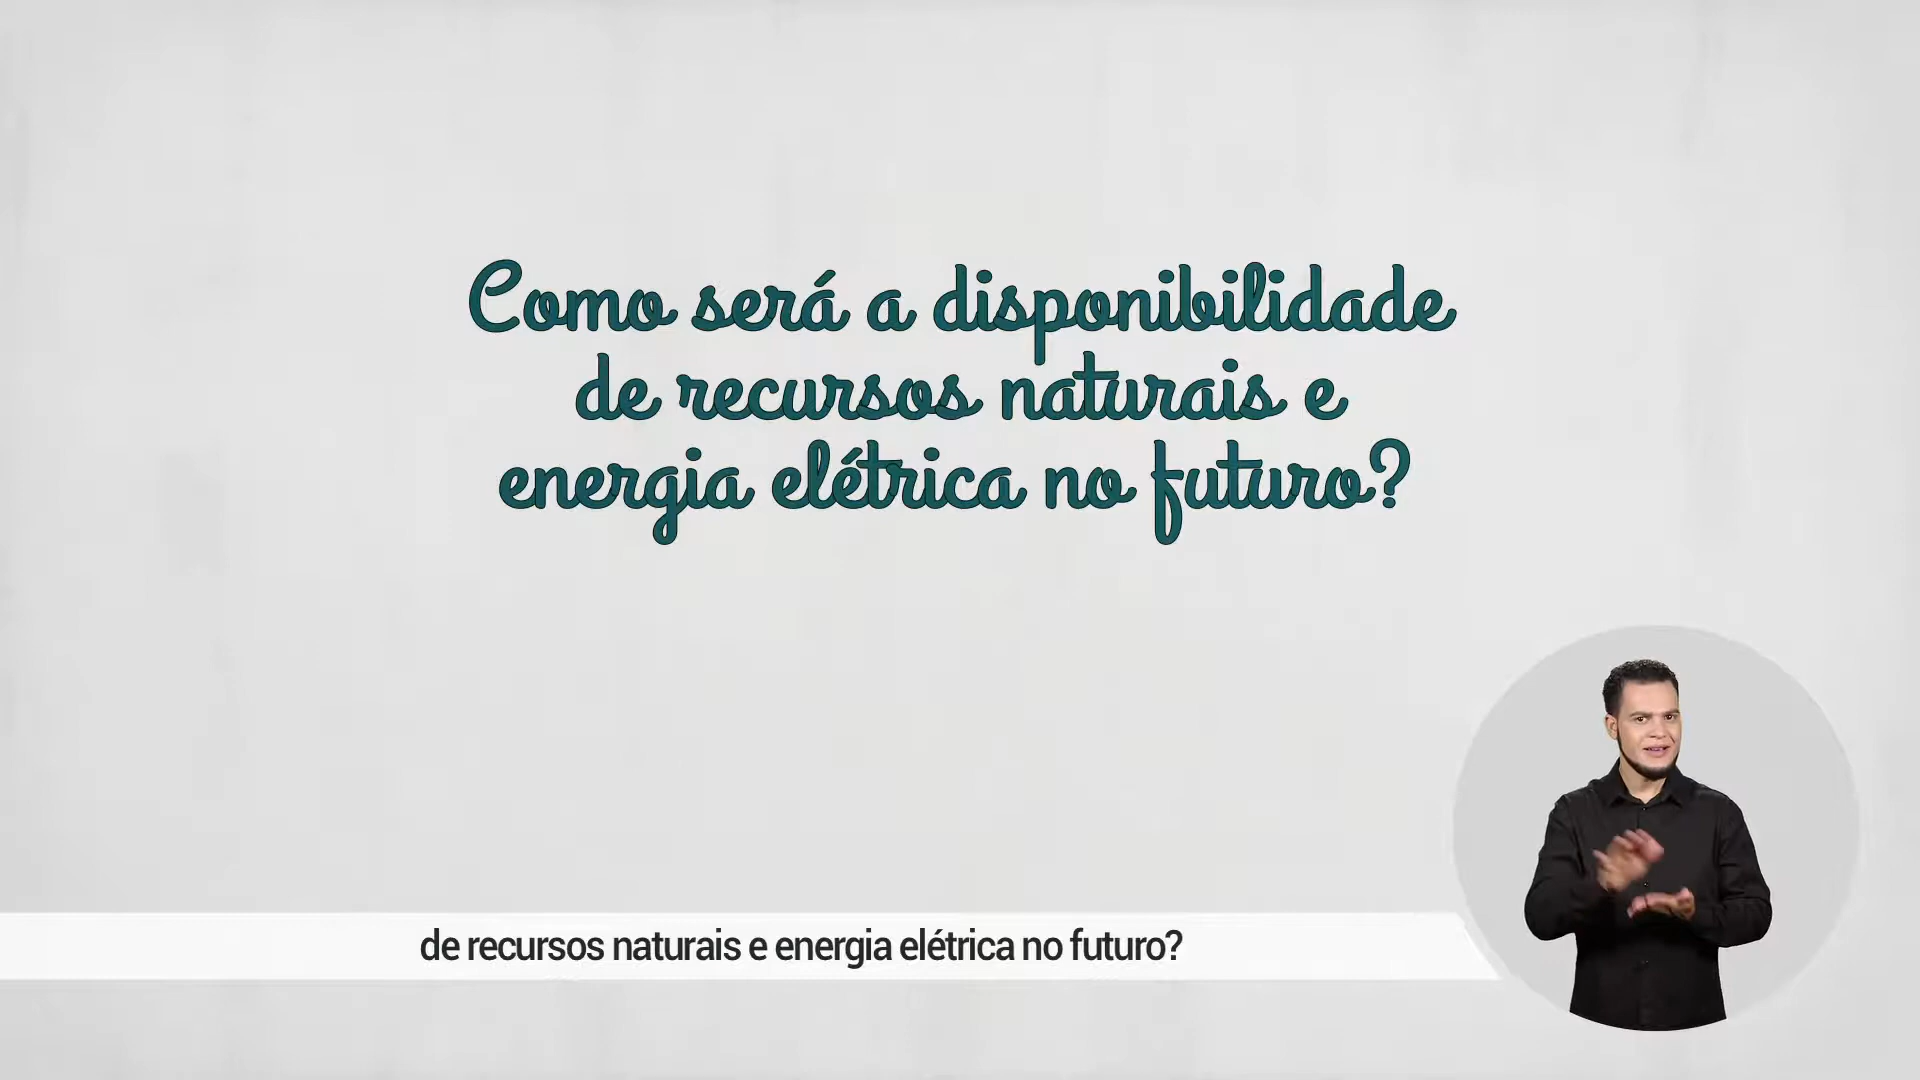 Como será a disponibilidade
de recursos naturais e
energia elétrica no futuro?
de recursos naturais e energia elétrica no futuro?